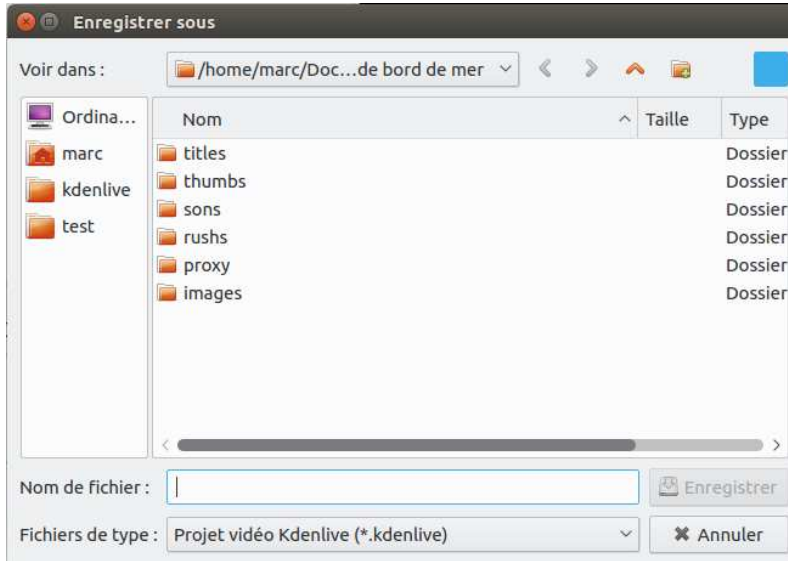 Enregistrer sous
Voir dans :
/home/marc/Doc...de bord de mer
Ordina...
marc
kdenlive
test
Nom
Taille
Type
titles
Dossier
thumbs
Dossier
sons
Dossier
rushs
Dossier
proxy
Dossier
images
Dossier
Nom de fichier :
Enregistrer
Fichiers de type :
Projet vidéo Kdenlive (*.kdenlive)
Annuler